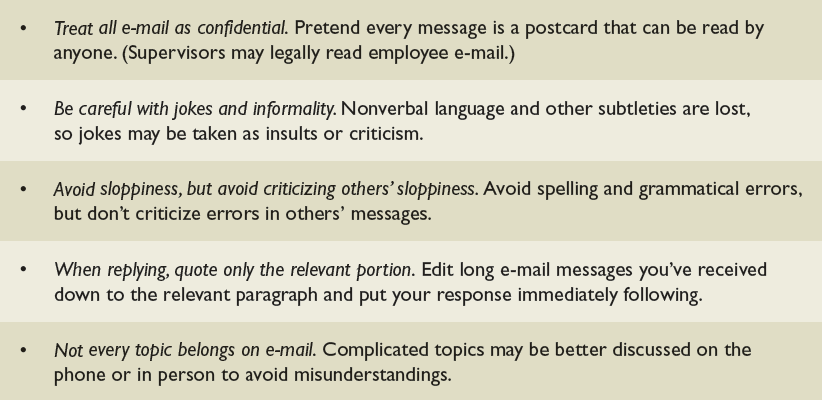 • Treat all e-mail as confidential. Pretend every message is a postcard that can be read by
anyone. (Supervisors may legally read employee e-mail.)
• Be careful with jokes and informality. Nonverbal language and other subtleties are lost,
so jokes may be taken as insults or criticism.
• Avoid sloppiness, but avoid criticizing others’ sloppiness. Avoid spelling and grammatical errors,
but don’t criticize errors in others’ messages.
• When replying, quote only the relevant portion. Edit long e-mail messages you’ve received
down to the relevant paragraph and put your response immediately following.
• Not every topic belongs on e-mail. Complicated topics may be better discussed on the
phone or in person to avoid misunderstandings.